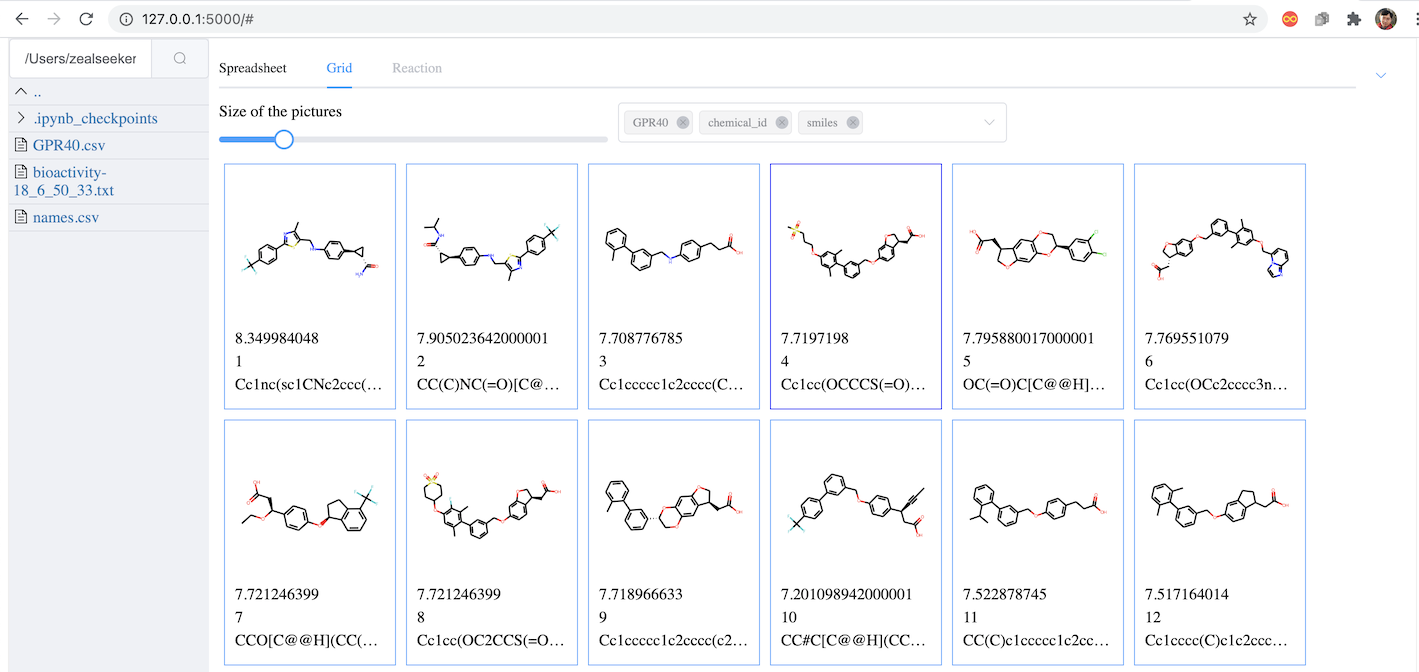 127.0.0.1:5000/#
/Users/zealseeker
..
.ipynb_checkpoints
GPR40.csv
bioactivity-
18_6_50_33.txt
names.csv
Spreadsheet Grid Reaction
Size of the pictures
GPR40 chemical_id smiles
8.349984048 7.905023642000001 7.708776785 7.7197198 7.795880017000001 7.769551079
1 2 3 4 5 6
Cc1nc(sc1CNc2ccc(... CC(C)NC(=O)[C@... Cc1ccccc1c2cccc(C... Cc1cc(OCCCS(=O)... OC(=O)C[C@@H]... Cc1cc(OCc2cccc3n...
7.721246399 7.721246399 7.718966633 7.201098942000001 7.522878745 7.517164014
7 8 9 10 11 12
CCO[C@@H](CC(... Cc1cc(OC2CCS(=O... Cc1ccccc1c2cccc(c2... CC#C[C@@H](CC... CC(C)c1ccccc1c2cc... Cc1cccc(C)c1c2ccc...